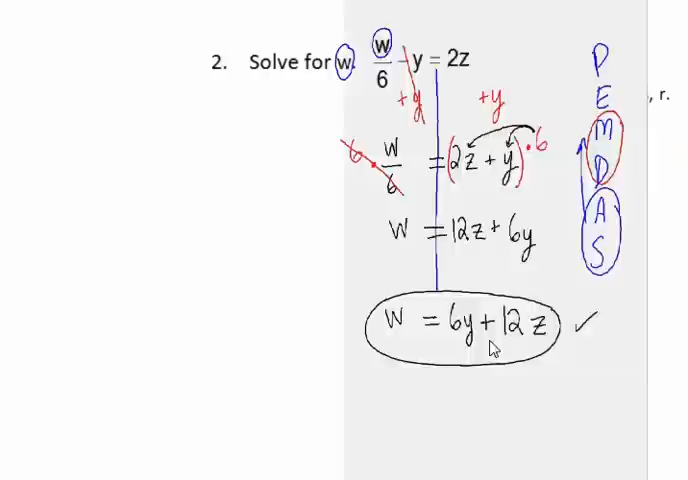 2. Solve for w. w/6 - y = 2z
+y +y
6 · w/6 = (2z + y) · 6
w = 12z + 6y
w = 6y + 12z ✓
P
E
M
D
A
S
, r.